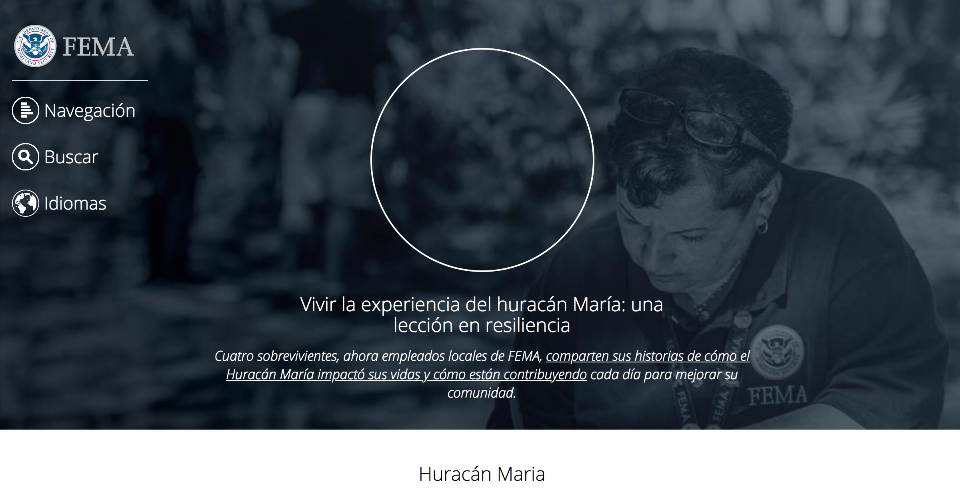 FEMA
Navegación
Buscar
Idiomas
Vivir la experiencia del huracán María: una
lección en resiliencia
Cuatro sobrevivientes, ahora empleados locales de FEMA, comparten sus historias de cómo el
Huracán María impactó sus vidas y cómo están contribuyendo cada día para mejorar su
comunidad.
FEMA
FEMA
Huracán Maria